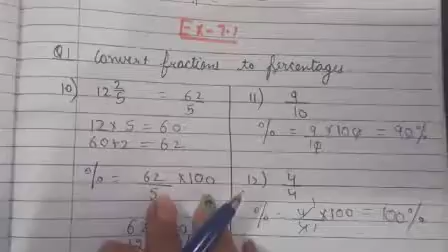 Ex-7.1
Q1 Convert fractions to percentages
10) 12 2/5 = 62/5
12 × 5 = 60
60+2 = 62
% = 62/5 × 100
11) 9/10
% = 9/10 × 100 = 90%
12) 4/4
% = 4/4 × 100 = 100%